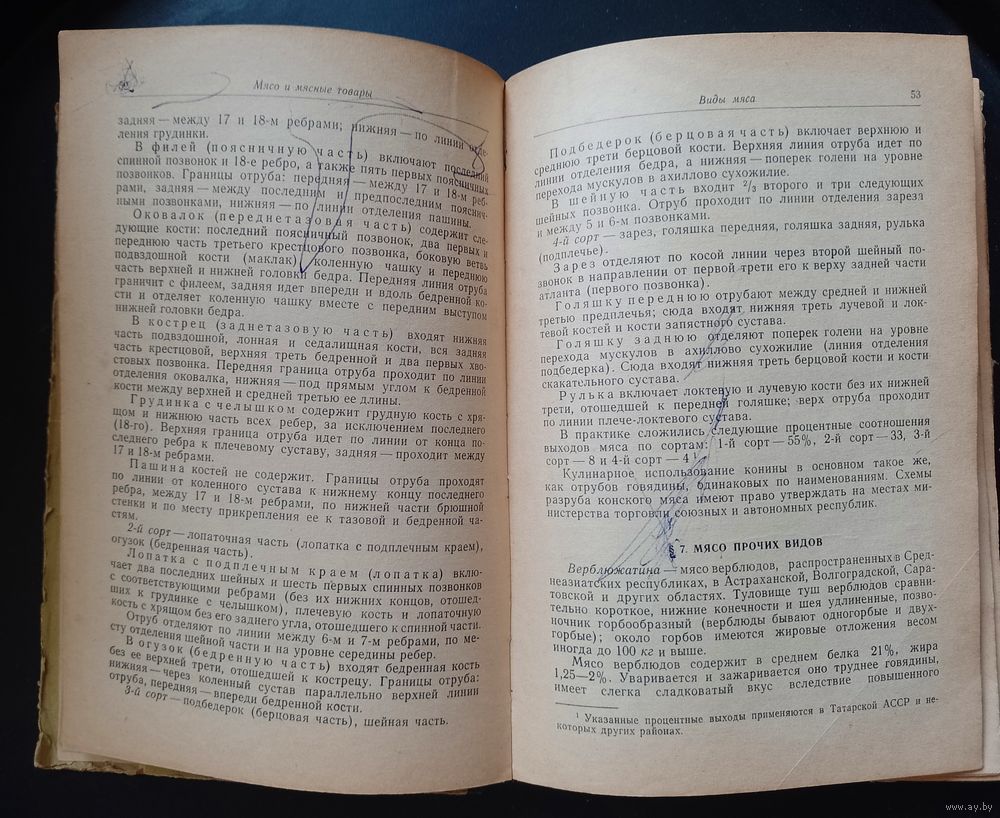 Мясо и мясные товары
задняя — между 17 и 18-м ребрами; нижняя — по линии отде-
ления грудинки.
В филей (поясничную часть) включают последний
спинной позвонок и 18-е ребро, а также пять первых поясничных
позвонков. Границы отруба: передняя — между 17 и 18-м реб-
рами, задняя — между последним и предпоследним пояснич-
ными позвонками, нижняя — по линии отделения пашины.
Оковалок (переднетазовая часть) содержит сле-
дующие кости: последний поясничный позвонок, два первых и
переднюю часть третьего крестцового позвонка, боковую ветвь
подвздошной кости (маклак), коленную чашку и переднюю
часть верхней и нижней головки бедра. Передняя линия отруба
граничит с филеем, задняя идет впереди и вдоль бедренной ко-
сти и отделяет коленную чашку вместе с передним выступом
нижней головки бедра.
В кострец (заднетазовую часть) входят нижняя
часть подвздошной, лонная и седалищная кости, вся задняя
часть крестцовой, верхняя треть бедренной и два первых хво-
стовых позвонка. Передняя граница отруба проходит по линии
отделения оковалка, нижняя — под прямым углом к бедренной
кости между верхней и средней третью ее длины.
Грудинка с челышком содержит грудную кость с хря-
щом и нижнюю часть всех ребер, за исключением последнего
(18-го). Верхняя граница отруба идет по линии от конца по-
следнего ребра к плечевому суставу, задняя — проходит между
17 и 18-м ребрами.
Пашина костей не содержит. Границы отруба проходят
по линии от коленного сустава к нижнему концу последнего
ребра, между 17 и 18-м ребрами, по нижней части брюшной
стенки и по месту прикрепления ее к тазовой и бедренной ча-
стям.
2-й сорт — лопаточная часть (лопатка с подплечным краем),
огузок (бедренная часть).
Лопатка с подплечным краем (лопатка) вклю-
чает два последних шейных и шесть первых спинных позвонков
с соответствующими ребрами (без их нижних концов, отошед-
ших к грудинке с челышком), плечевую кость и лопаточную
кость с хрящом без его заднего угла, отошедшего к спинной части.
Отруб отделяют по линии между 6-м и 7-м ребрами, по ме-
сту отделения шейной части и на уровне середины ребер.
В огузок (бедренную часть) входят бедренная кость
без ее верхней трети, отошедшей к кострецу. Границы отруба:
нижняя — через коленный сустав параллельно верхней линии
отруба, передняя — впереди бедренной кости.
3-й сорт — подбедерок (берцовая часть), шейная часть.
Виды мяса 53
Подбедерок (берцовая часть) включает верхнюю и
среднюю трети берцовой кости. Верхняя линия отруба идет по
линии отделения бедра, а нижняя — поперек голени на уровне
перехода мускулов в ахиллово сухожилие.
В шейную часть входит 2/3 второго и три следующих
шейных позвонка. Отруб проходит по линии отделения зареза
и между 5 и 6-м позвонками.
4-й сорт — зарез, голяшка передняя, голяшка задняя, рулька
(подплечье).
Зарез отделяют по косой линии через второй шейный по-
звонок в направлении от первой трети его к верху задней части
атланта (первого позвонка).
Голяшку переднюю отрубают между средней и нижней
третью предплечья; сюда входят нижняя треть лучевой и лок-
тевой костей и кости запястного сустава.
Голяшку заднюю отделяют поперек голени на уровне
перехода мускулов в ахиллово сухожилие (линия отделения
подбедерка). Сюда входят нижняя треть берцовой кости и кости
скакательного сустава.
Рулька включает локтевую и лучевую кости без их нижней
трети, отошедшей к передней голяшке; верх отруба проходит
по линии плече-локтевого сустава.
В практике сложились следующие процентные соотношения
выходов мяса по сортам: 1-й сорт — 55%, 2-й сорт — 33, 3-й
сорт — 8 и 4-й сорт — 4 1.
Кулинарное использование конины в основном такое же,
как отрубов говядины, одинаковых по наименованиям. Схемы
разруба конского мяса имеют право утверждать на местах ми-
нистерства торговли союзных и автономных республик.
§ 7. МЯСО ПРОЧИХ ВИДОВ
Верблюжатина — мясо верблюдов, распространенных в Сред-
неазиатских республиках, в Астраханской, Волгоградской, Сара-
товской и других областях. Туловище туш верблюдов сравни-
тельно короткое, нижние конечности и шея удлиненные, позво-
ночник горбообразный (верблюды бывают одногорбые и двух-
горбые); около горбов имеются жировые отложения весом
иногда до 100 кг и выше.
Мясо верблюдов содержит в среднем белка 21%, жира
1,25—2%. Уваривается и зажаривается оно труднее говядины,
имеет слегка сладковатый вкус вследствие повышенного
1 Указанные процентные выходы применяются в Татарской АССР и не-
которых других районах.
www.ay.by